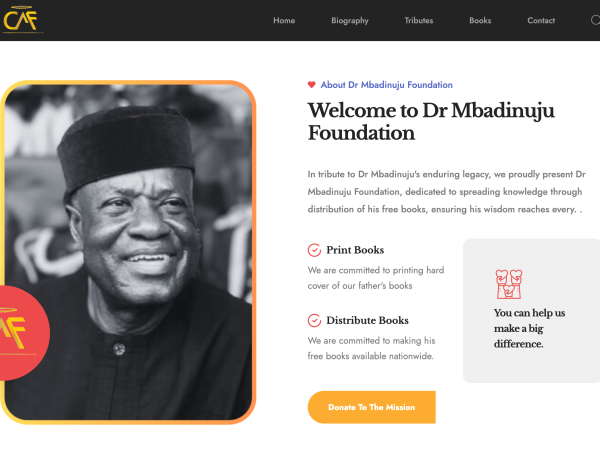 CAF
Home Biography Tributes Books Contact
About Dr Mbadinuju Foundation
Welcome to Dr Mbadinuju
Foundation
In tribute to Dr Mbadinuju's enduring legacy, we proudly present Dr
Mbadinuju Foundation, dedicated to spreading knowledge through
distribution of his free books, ensuring his wisdom reaches every. .
Print Books
We are committed to printing hard
cover of our father's books
Distribute Books
We are committed to making his
free books available nationwide.
You can help us
make a big
difference.
Donate To The Mission
AF